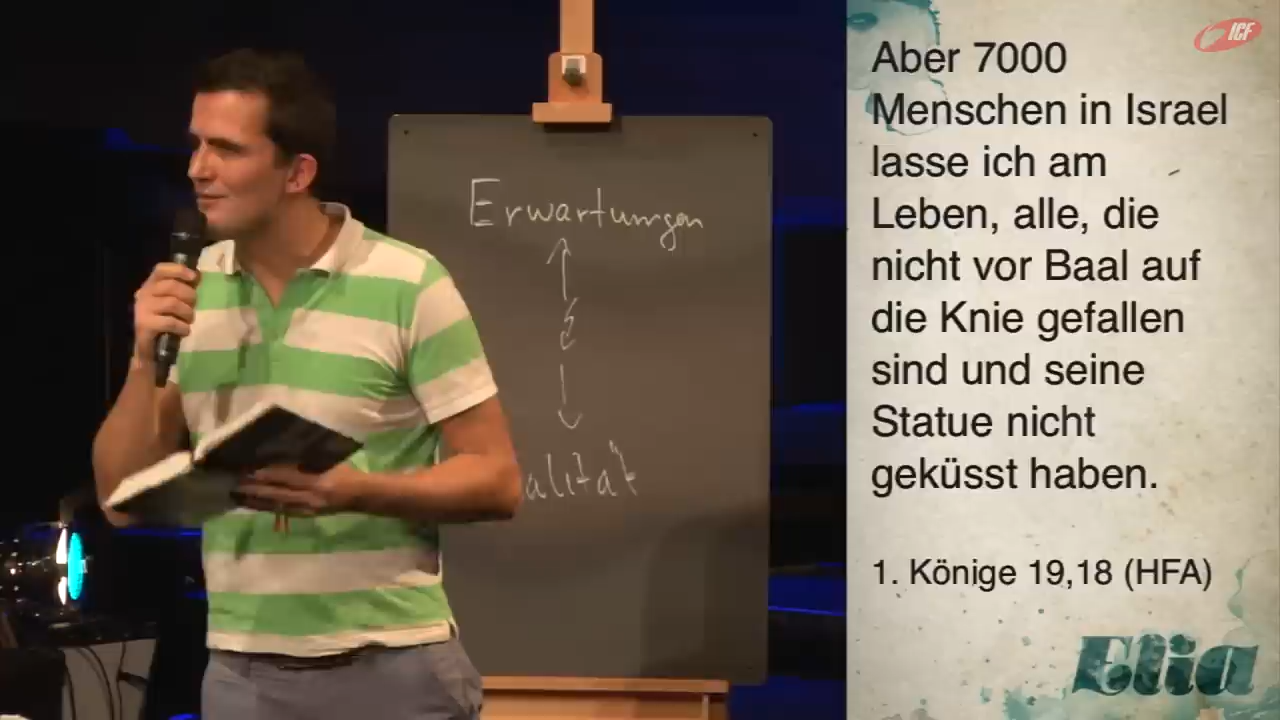 Erwartungen
alität
ICF
Aber 7000
Menschen in Israel
lasse ich am
Leben, alle, die
nicht vor Baal auf
die Knie gefallen
sind und seine
Statue nicht
geküsst haben.
1. Könige 19,18 (HFA)
Elia